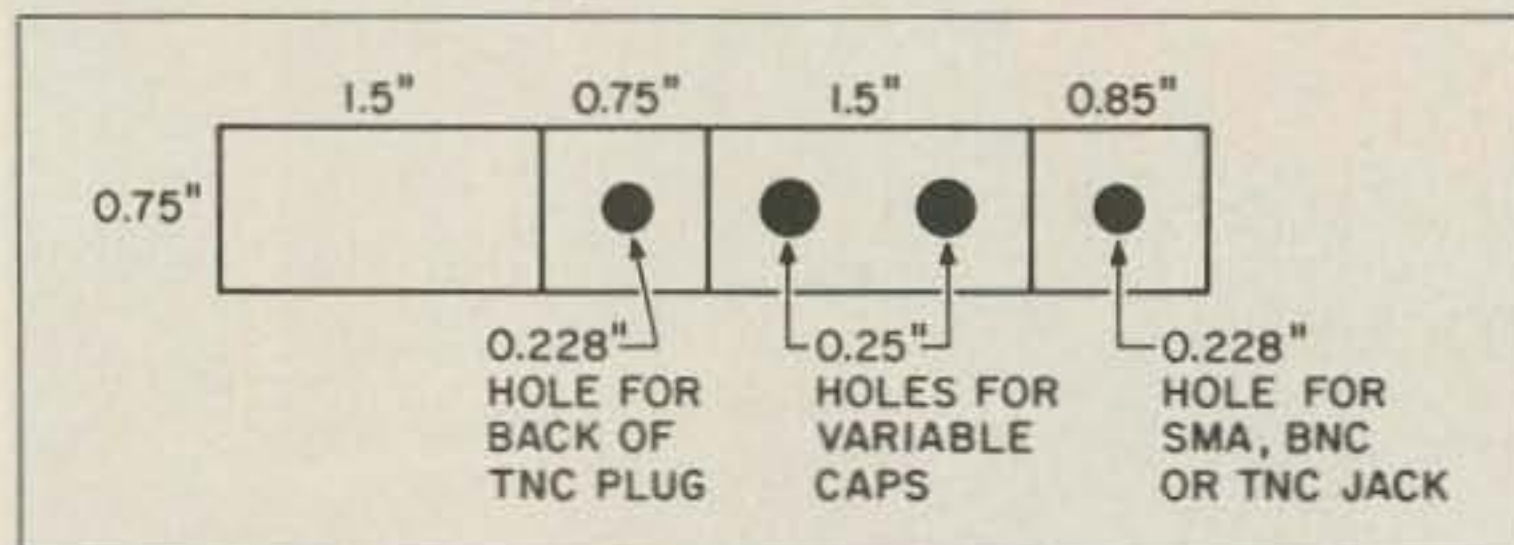 1.5" 0.75" 1.5" 0.85"
0.75"
0.228"
HOLE FOR
BACK OF
TNC PLUG
0.25"
HOLES FOR
VARIABLE
CAPS
0.228"
HOLE FOR
SMA, BNC
OR TNC JACK